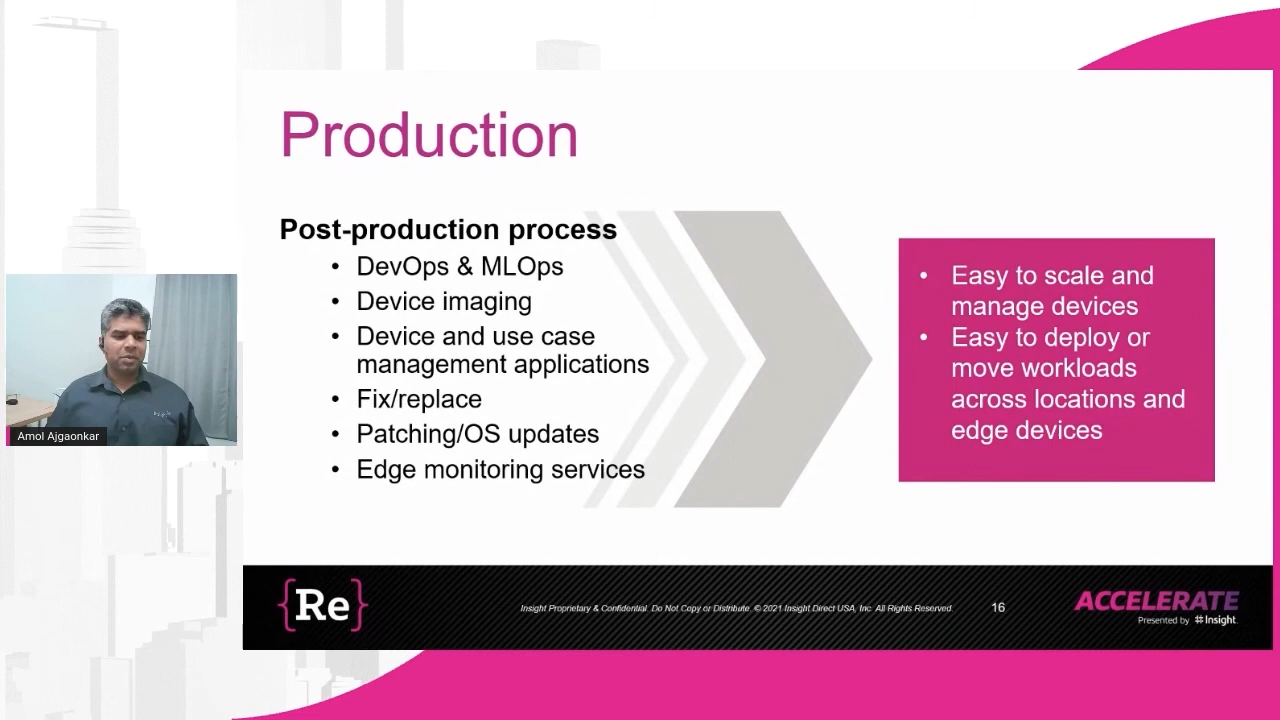 Production
Post-production process
• DevOps & MLOps
• Device imaging
• Device and use case
management applications
• Fix/replace
• Patching/OS updates
• Edge monitoring services
• Easy to scale and
manage devices
• Easy to deploy or
move workloads
across locations and
edge devices
Amol Ajgaonkar
{Re}
Insight Proprietary & Confidential. Do Not Copy or Distribute. © 2021 Insight Direct USA, Inc. All Rights Reserved.
16
ACCELERATE
Presented by Insight.